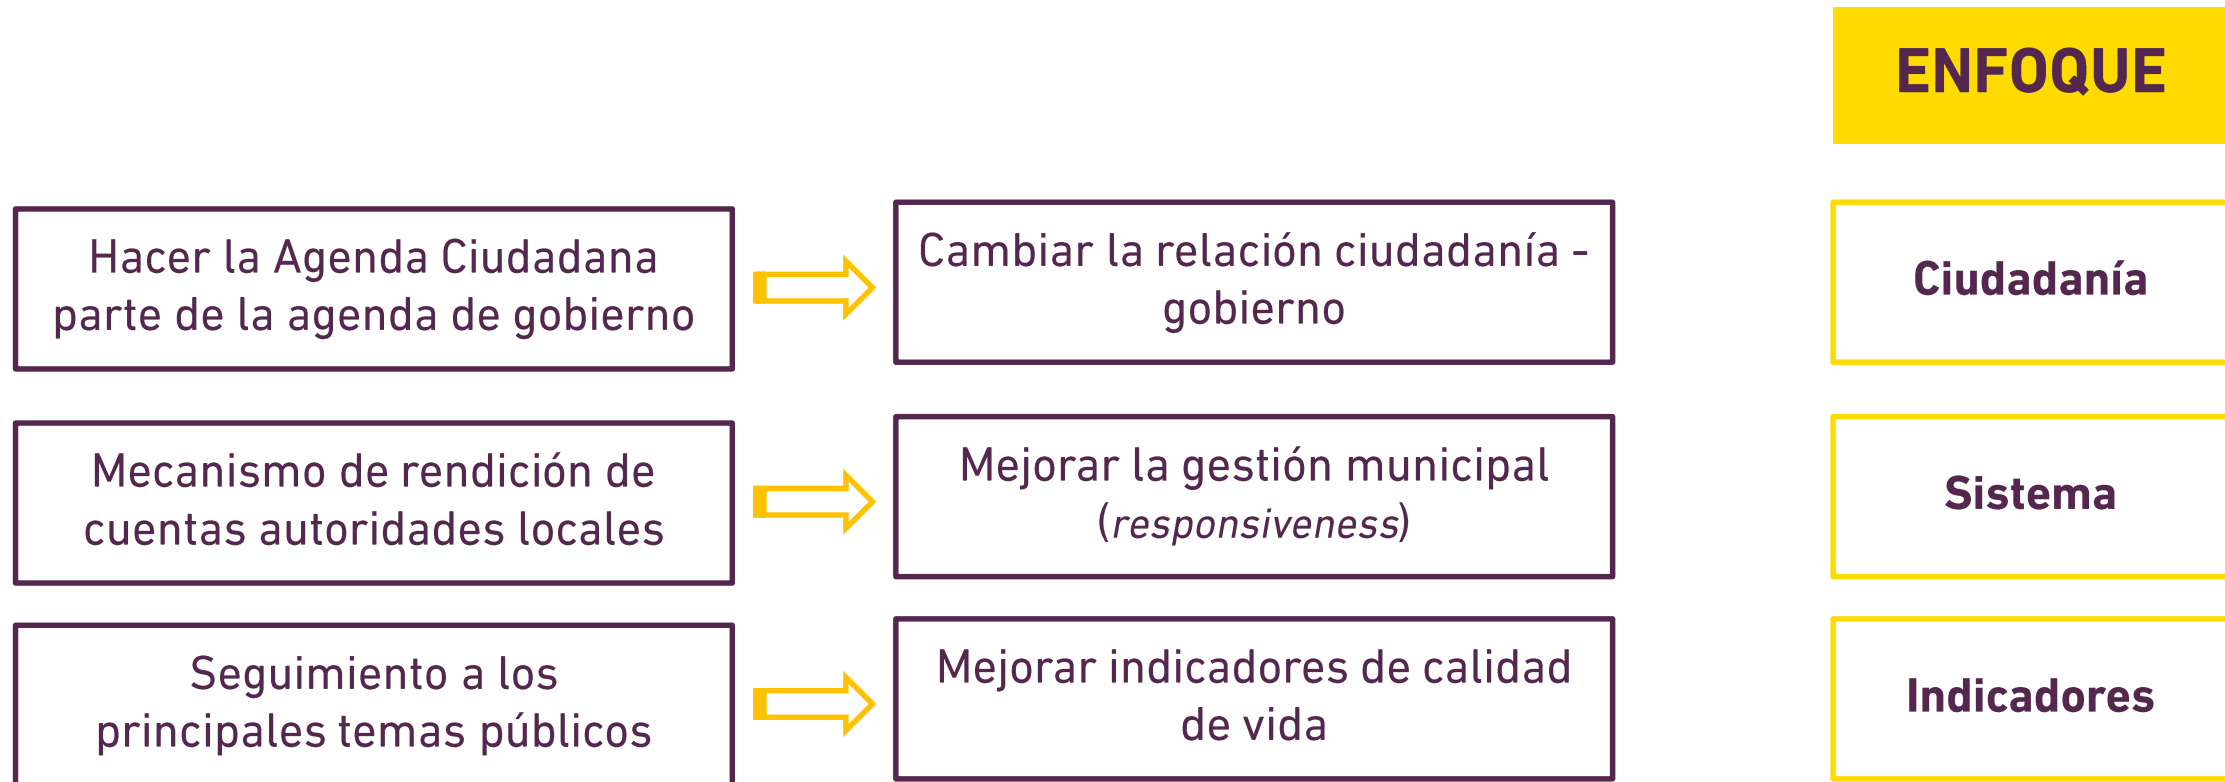 ENFOQUE
Hacer la Agenda Ciudadana
parte de la agenda de gobierno
Cambiar la relación ciudadanía -
gobierno
Ciudadanía
Mecanismo de rendición de
cuentas autoridades locales
Mejorar la gestión municipal
(responsiveness)
Sistema
Seguimiento a los
principales temas públicos
Mejorar indicadores de calidad
de vida
Indicadores